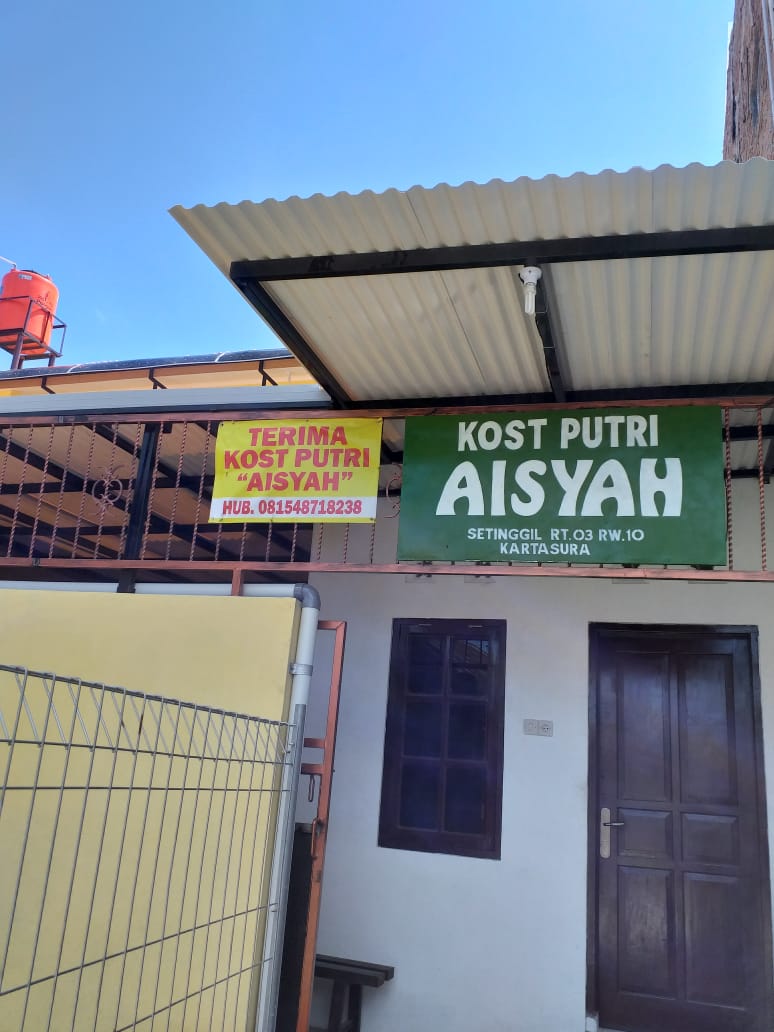 TERIMA
KOST PUTRI
"AISYAH"
HUB. 081548718238
KOST PUTRI
AISYAH
SETINGGIL RT.03 RW.10
KARTASURA